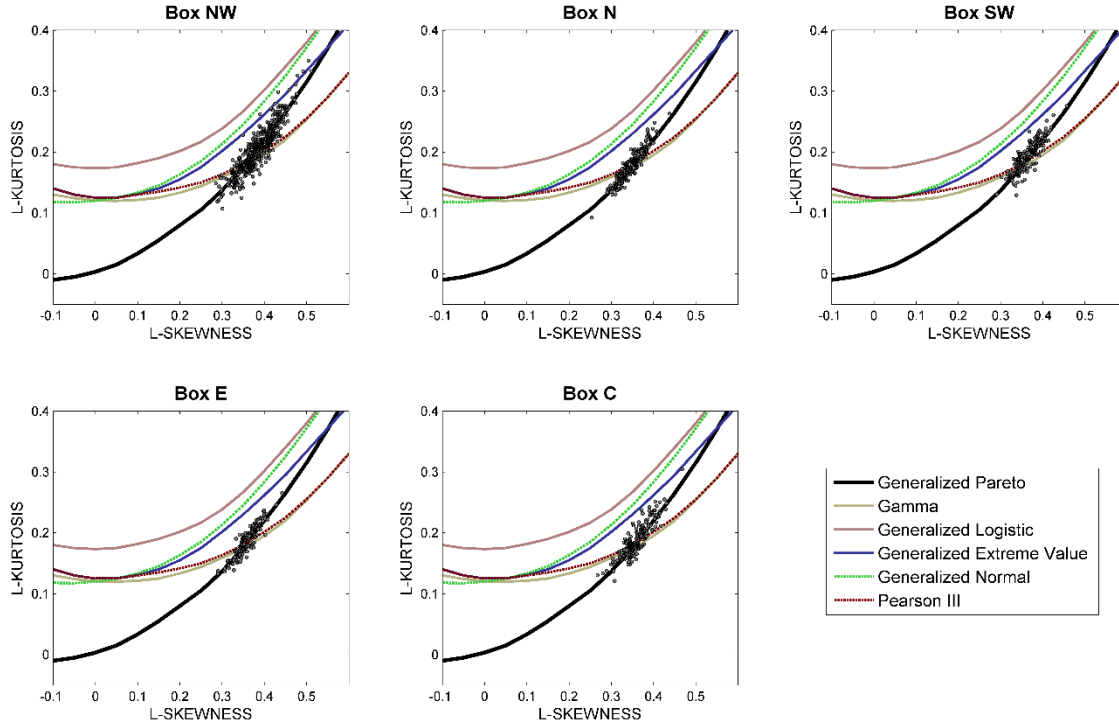 Box NW
Box N
Box SW
0.4
0.3
0.2
0.1
0
L-KURTOSIS
-0.1 0 0.1 0.2 0.3 0.4 0.5
L-SKEWNESS
0.4
0.3
0.2
0.1
0
L-KURTOSIS
-0.1 0 0.1 0.2 0.3 0.4 0.5
L-SKEWNESS
0.4
0.3
0.2
0.1
0
L-KURTOSIS
-0.1 0 0.1 0.2 0.3 0.4 0.5
L-SKEWNESS
Box E
Box C
0.4
0.3
0.2
0.1
0
L-KURTOSIS
-0.1 0 0.1 0.2 0.3 0.4 0.5
L-SKEWNESS
0.4
0.3
0.2
0.1
0
L-KURTOSIS
-0.1 0 0.1 0.2 0.3 0.4 0.5
L-SKEWNESS
Generalized Pareto
Gamma
Generalized Logistic
Generalized Extreme Value
Generalized Normal
Pearson III